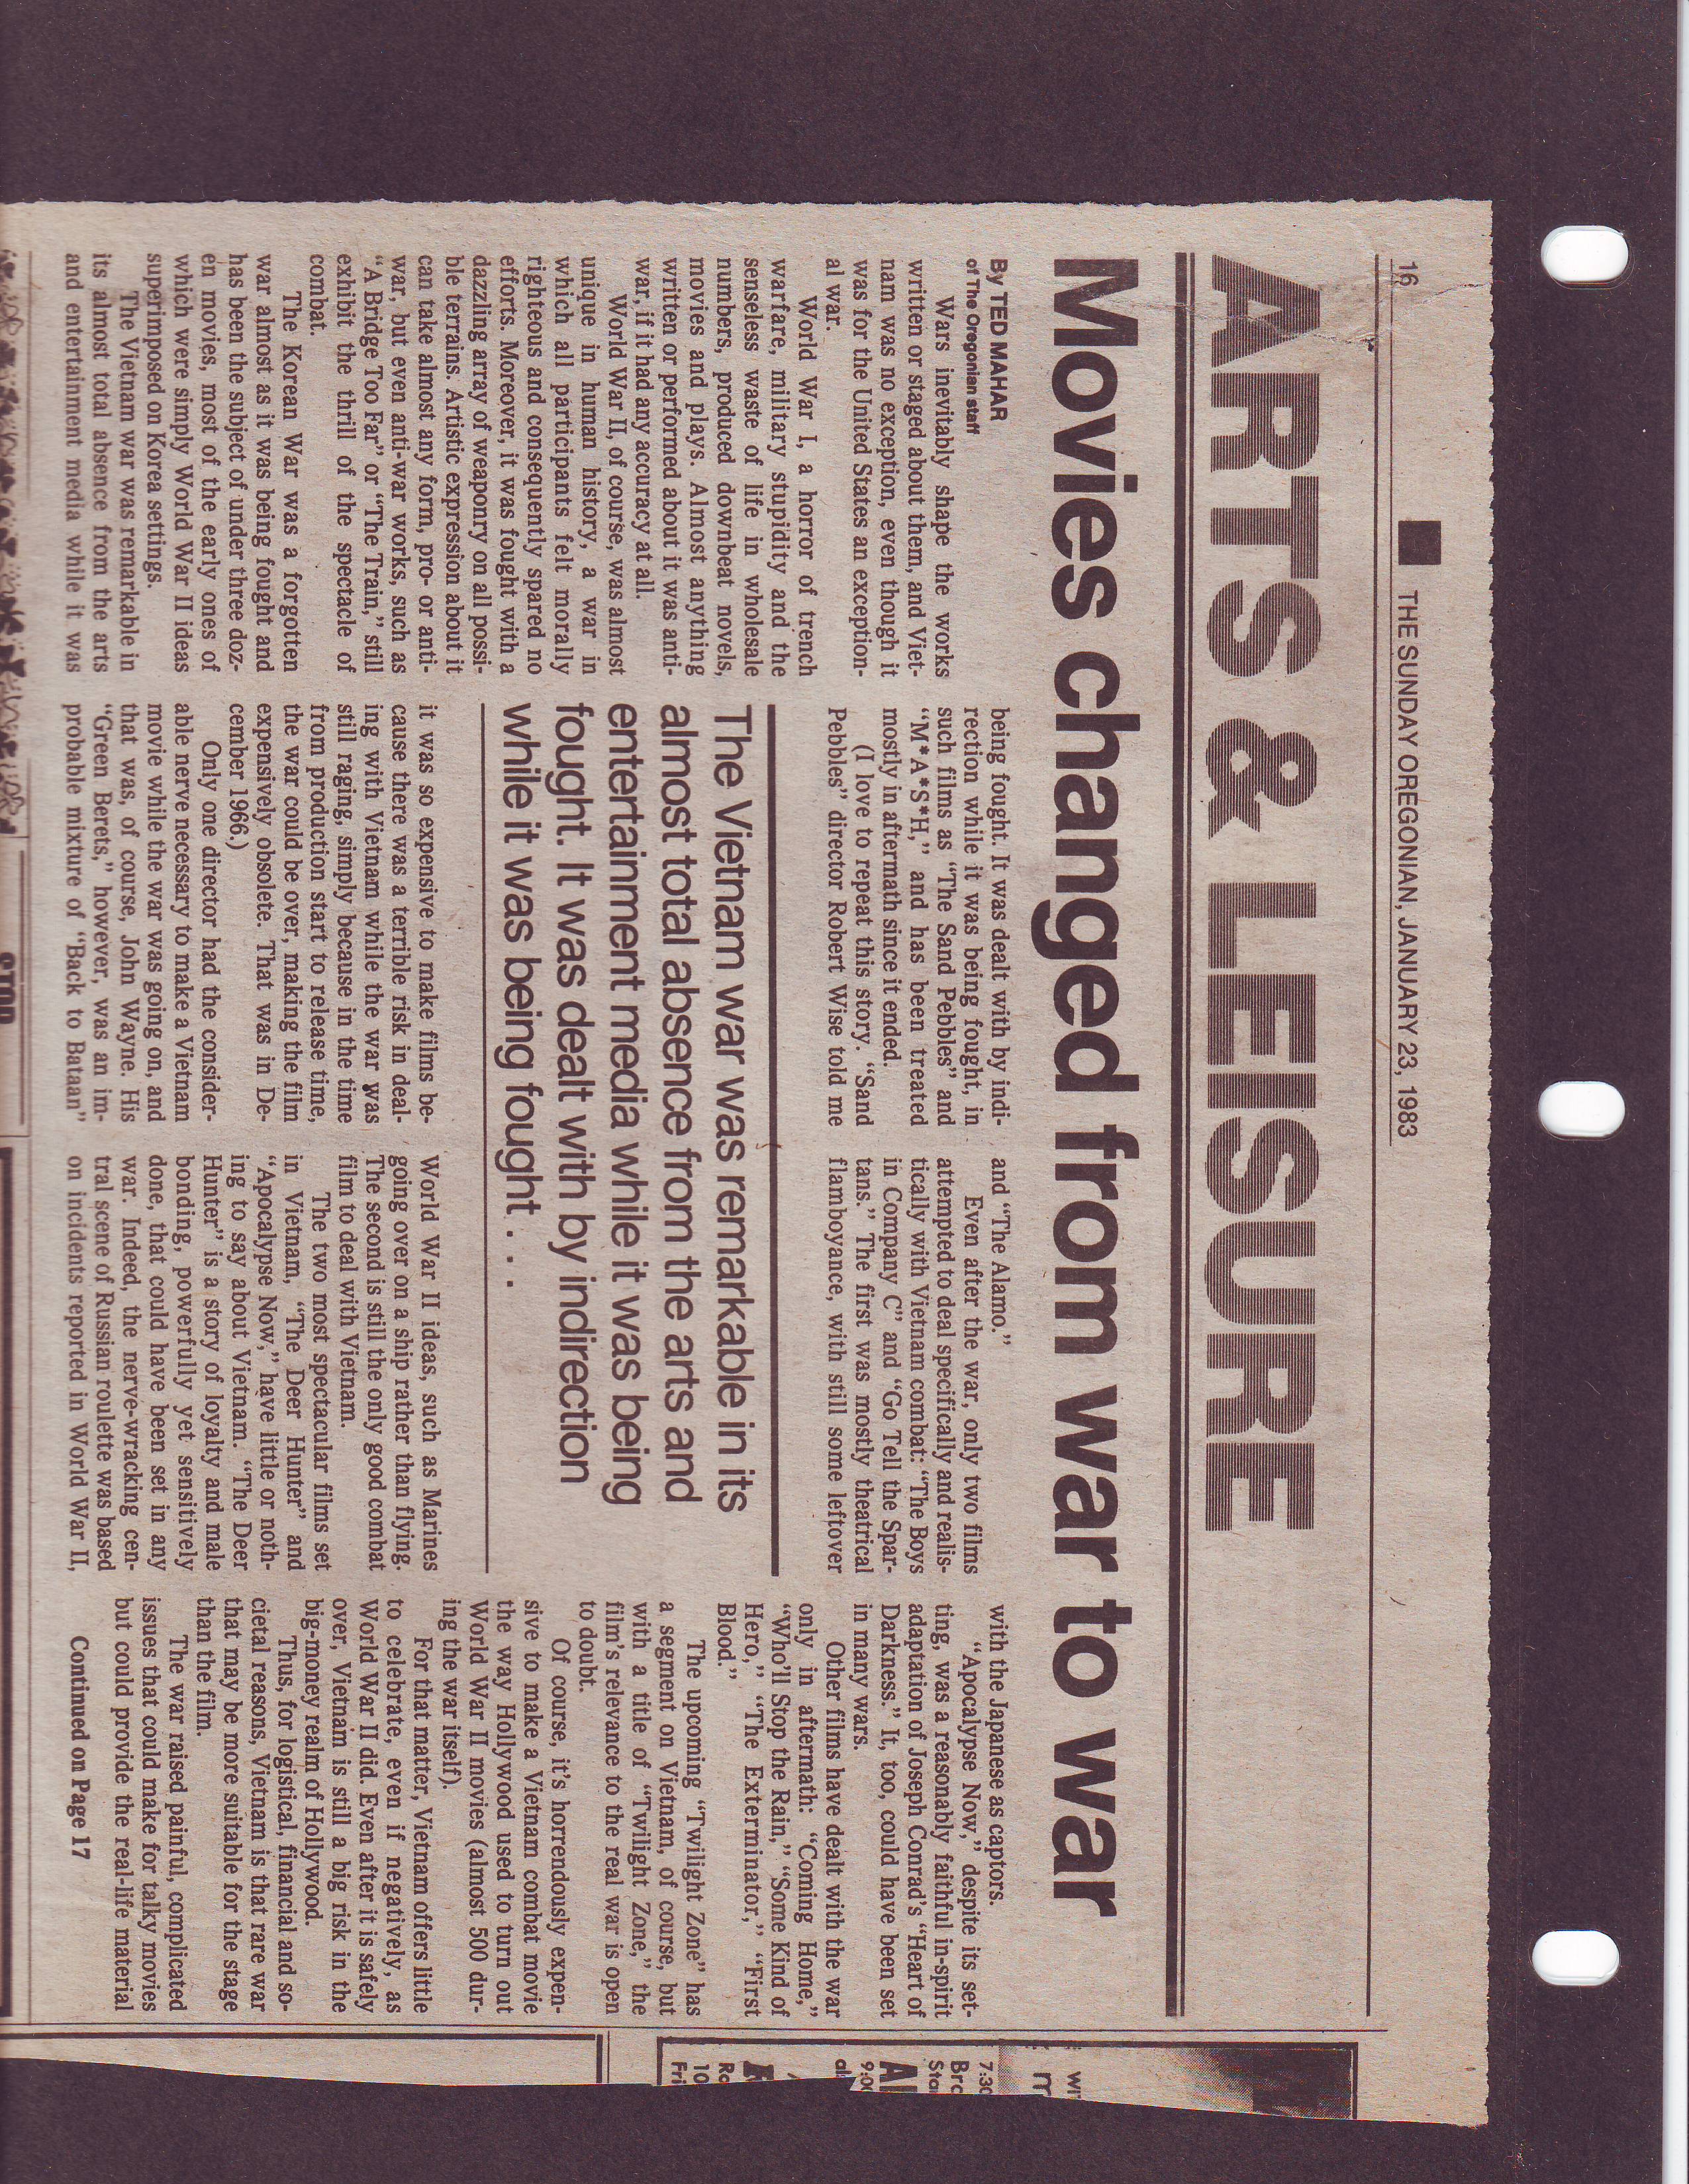 16 ■ THE SUNDAY OREGONIAN, JANUARY 23, 1983
ARTS & LEISURE
Movies changed from war to war
By TED MAHAR
of The Oregonian staff
Wars inevitably shape the works
written or staged about them, and Viet-
nam was no exception, even though it
was for the United States an exception-
al war.
World War I, a horror of trench
warfare, military stupidity and the
senseless waste of life in wholesale
numbers, produced downbeat novels,
movies and plays. Almost anything
written or performed about it was anti-
war, if it had any accuracy at all.
World War II, of course, was almost
unique in human history, a war in
which all participants felt morally
righteous and consequently spared no
efforts. Moreover, it was fought with a
dazzling array of weaponry on all possi-
ble terrains. Artistic expression about it
can take almost any form, pro- or anti-
war, but even anti-war works, such as
"A Bridge Too Far" or "The Train," still
exhibit the thrill of the spectacle of
combat.
The Korean War was a forgotten
war almost as it was being fought and
has been the subject of under three doz-
en movies, most of the early ones of
which were simply World War II ideas
superimposed on Korea settings.
The Vietnam war was remarkable in
its almost total absence from the arts
and entertainment media while it was
being fought. It was dealt with by indi-
rection while it was being fought, in
such films as "The Sand Pebbles" and
"M*A*S*H," and has been treated
mostly in aftermath since it ended.
(I love to repeat this story. "Sand
Pebbles" director Robert Wise told me
The Vietnam war was remarkable in its
almost total absence from the arts and
entertainment media while it was being
fought. It was dealt with by indirection
while it was being fought . . .
it was so expensive to make films be-
cause there was a terrible risk in deal-
ing with Vietnam while the war was
still raging, simply because in the time
from production start to release time,
the war could be over, making the film
expensively obsolete. That was in De-
cember 1966.)
Only one director had the consider-
able nerve necessary to make a Vietnam
movie while the war was going on, and
that was, of course, John Wayne. His
"Green Berets," however, was an im-
probable mixture of "Back to Bataan"
and "The Alamo."
Even after the war, only two films
attempted to deal specifically and realis-
tically with Vietnam combat: "The Boys
in Company C" and "Go Tell the Spar-
tans." The first was mostly theatrical
flamboyance, with still some leftover
World War II ideas, such as Marines
going over on a ship rather than flying.
The second is still the only good combat
film to deal with Vietnam.
The two most spectacular films set
in Vietnam, "The Deer Hunter" and
"Apocalypse Now," have little or noth-
ing to say about Vietnam. "The Deer
Hunter" is a story of loyalty and male
bonding, powerfully yet sensitively
done, that could have been set in any
war. Indeed, the nerve-wracking cen-
tral scene of Russian roulette was based
on incidents reported in World War II,
with the Japanese as captors.
"Apocalypse Now," despite its set-
ting, was a reasonably faithful in-spirit
adaptation of Joseph Conrad's "Heart of
Darkness." It, too, could have been set
in many wars.
Other films have dealt with the war
only in aftermath: "Coming Home,"
"Who'll Stop the Rain," "Some Kind of
Hero," "The Exterminator," "First
Blood."
The upcoming "Twilight Zone" has
a segment on Vietnam, of course, but
with a title of "Twilight Zone," the
film's relevance to the real war is open
to doubt.
Of course, it's horrendously expen-
sive to make a Vietnam combat movie
the way Hollywood used to turn out
World War II movies (almost 500 dur-
ing the war itself).
For that matter, Vietnam offers little
to celebrate, even if negatively, as
World War II did. Even after it is safely
over, Vietnam is still a big risk in the
big-money realm of Hollywood.
Thus, for logistical, financial and so-
cietal reasons, Vietnam is that rare war
that may be more suitable for the stage
than the film.
The war raised painful, complicated
issues that could make for talky movies
but could provide the real-life material
Continued on Page 17
7:30
Bro
Sta
9:00
Ro
10
Fri